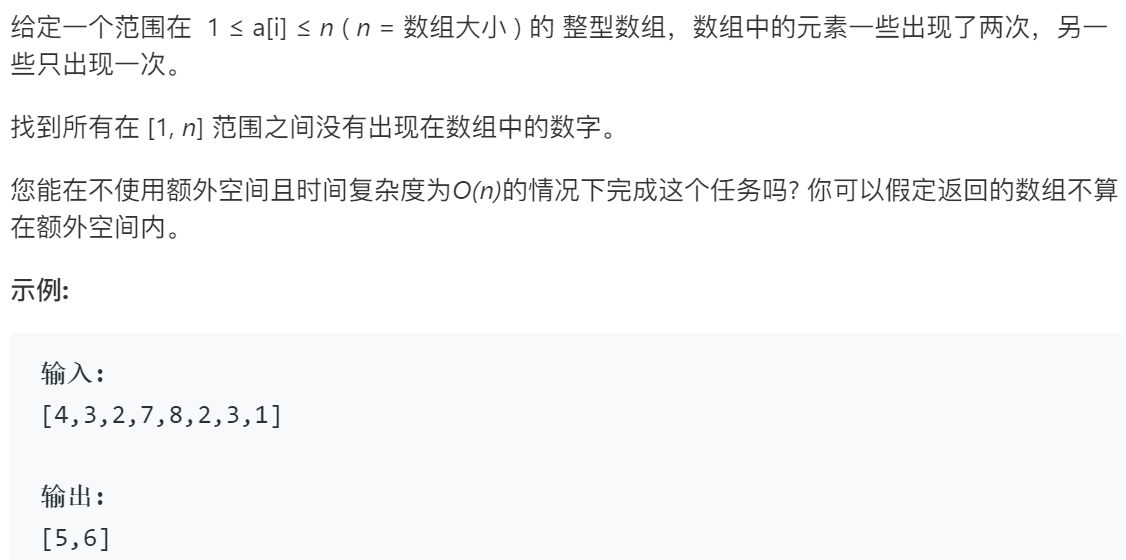 给定一个范围在  1 ≤ a[i] ≤ n ( n = 数组大小 ) 的 整型数组，数组中的元素一些出现了两次，另一
些只出现一次。
找到所有在 [1, n] 范围之间没有出现在数组中的数字。
您能在不使用额外空间且时间复杂度为O(n)的情况下完成这个任务吗? 你可以假定返回的数组不算
在额外空间内。
示例:
输入:
[4,3,2,7,8,2,3,1]
输出:
[5,6]